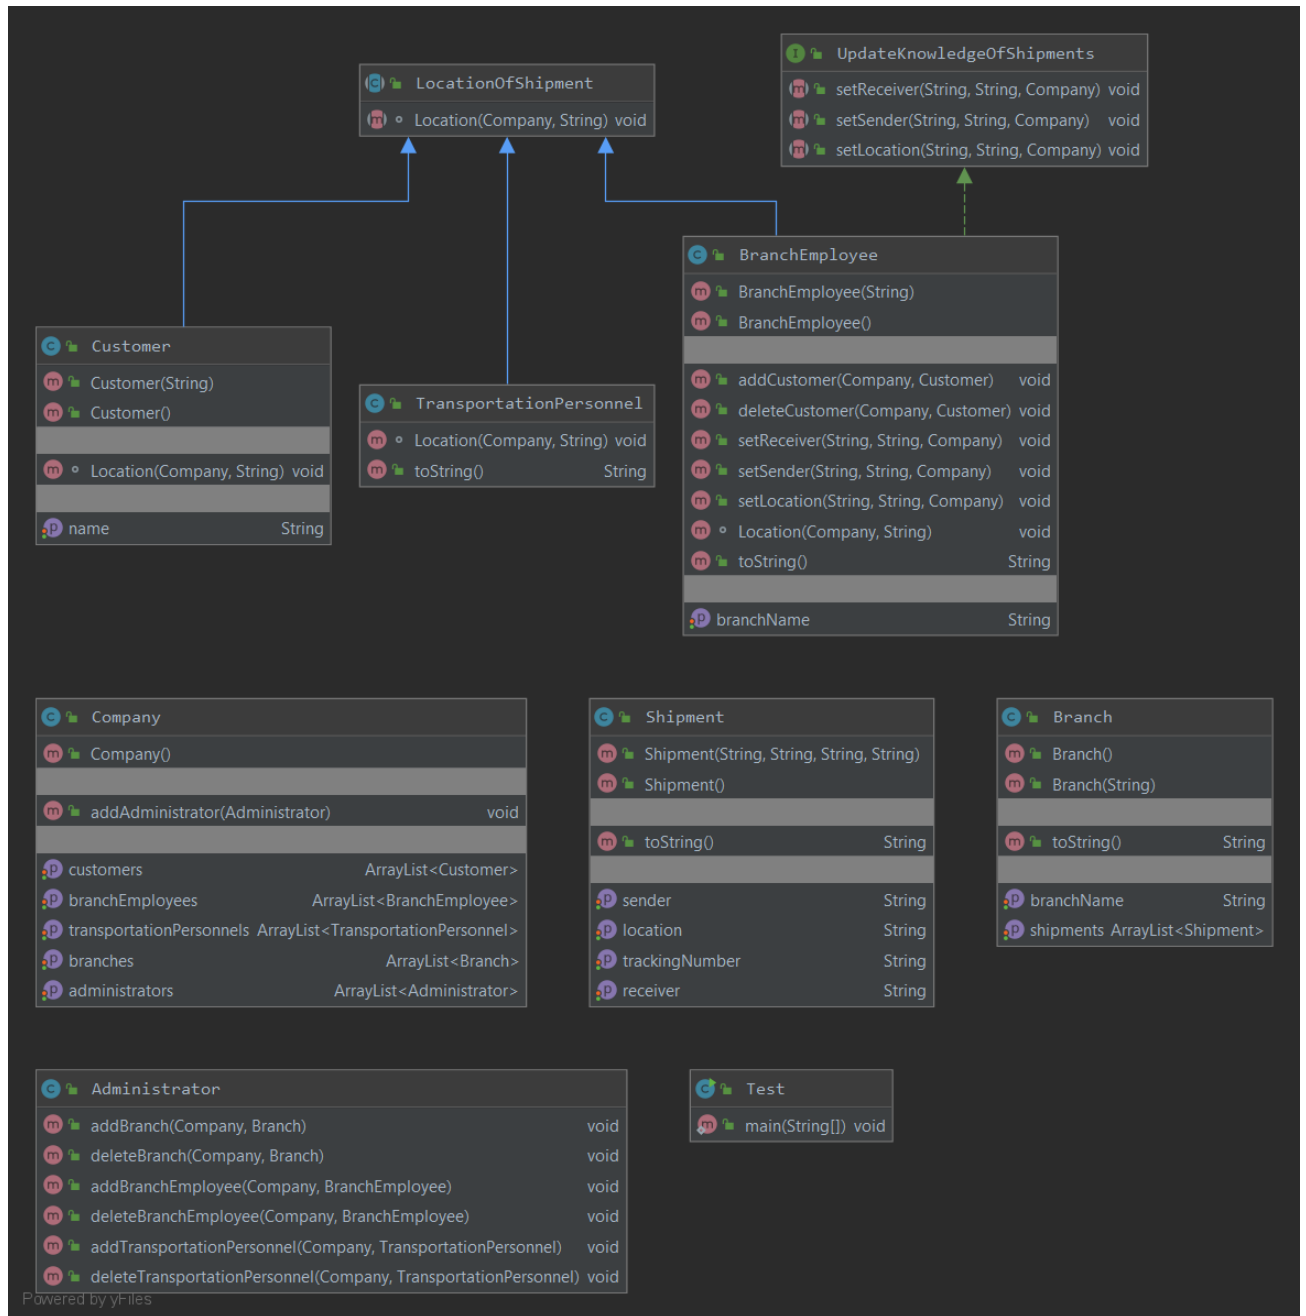 LocationOfShipment
Location(Company, String) void
UpdateKnowledgeOfShipments
setReceiver(String, String, Company) void
setSender(String, String, Company) void
setLocation(String, String, Company) void
Customer
Customer(String)
Customer()
Location(Company, String) void
name String
TransportationPersonnel
Location(Company, String) void
toString() String
BranchEmployee
BranchEmployee(String)
BranchEmployee()
addCustomer(Company, Customer) void
deleteCustomer(Company, Customer) void
setReceiver(String, String, Company) void
setSender(String, String, Company) void
setLocation(String, String, Company) void
Location(Company, String) void
toString() String
branchName String
Company
Company()
addAdministrator(Administrator) void
customers ArrayList<Customer>
branchEmployees ArrayList<BranchEmployee>
transportationPersonnels ArrayList<TransportationPersonnel>
branches ArrayList<Branch>
administrators ArrayList<Administrator>
Shipment
Shipment(String, String, String, String)
Shipment()
toString() String
sender String
location String
trackingNumber String
receiver String
Branch
Branch()
Branch(String)
toString() String
branchName String
shipments ArrayList<Shipment>
Administrator
addBranch(Company, Branch) void
deleteBranch(Company, Branch) void
addBranchEmployee(Company, BranchEmployee) void
deleteBranchEmployee(Company, BranchEmployee) void
addTransportationPersonnel(Company, TransportationPersonnel) void
deleteTransportationPersonnel(Company, TransportationPersonnel) void
Test
main(String[]) void
Powered by yFiles